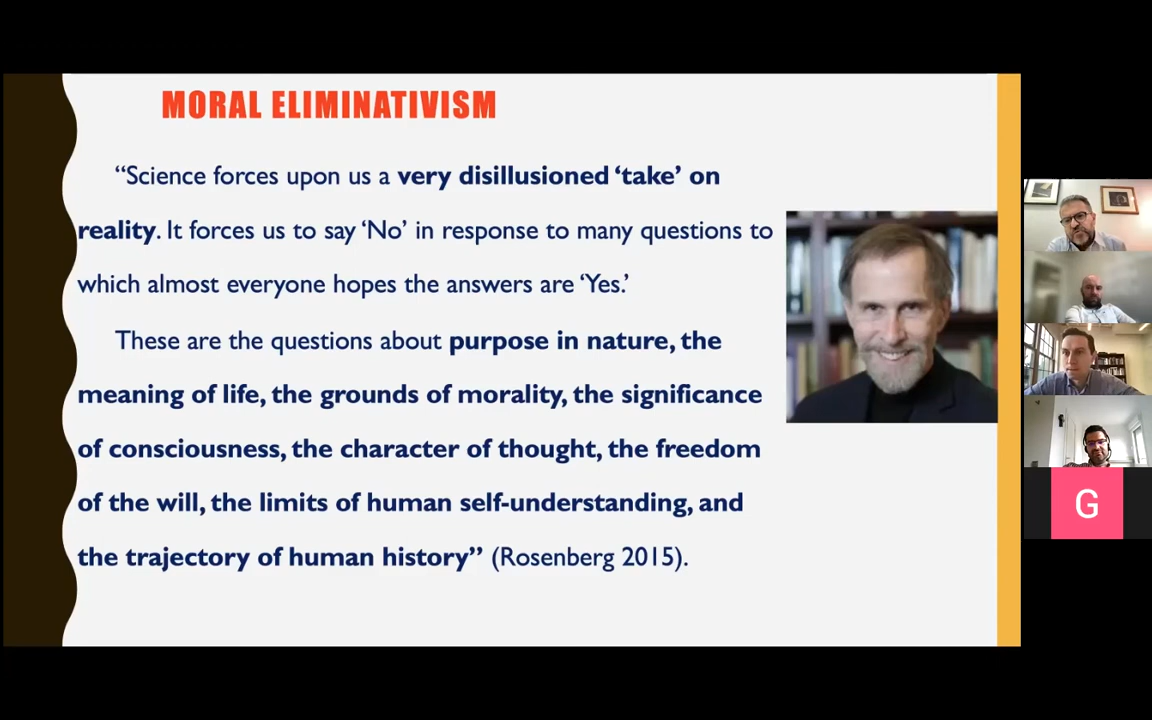 MORAL ELIMINATIVISM
“Science forces upon us a very disillusioned ‘take’ on
reality. It forces us to say ‘No’ in response to many questions to
which almost everyone hopes the answers are ‘Yes.’
These are the questions about purpose in nature, the
meaning of life, the grounds of morality, the significance
of consciousness, the character of thought, the freedom
of the will, the limits of human self-understanding, and
the trajectory of human history” (Rosenberg 2015).
G